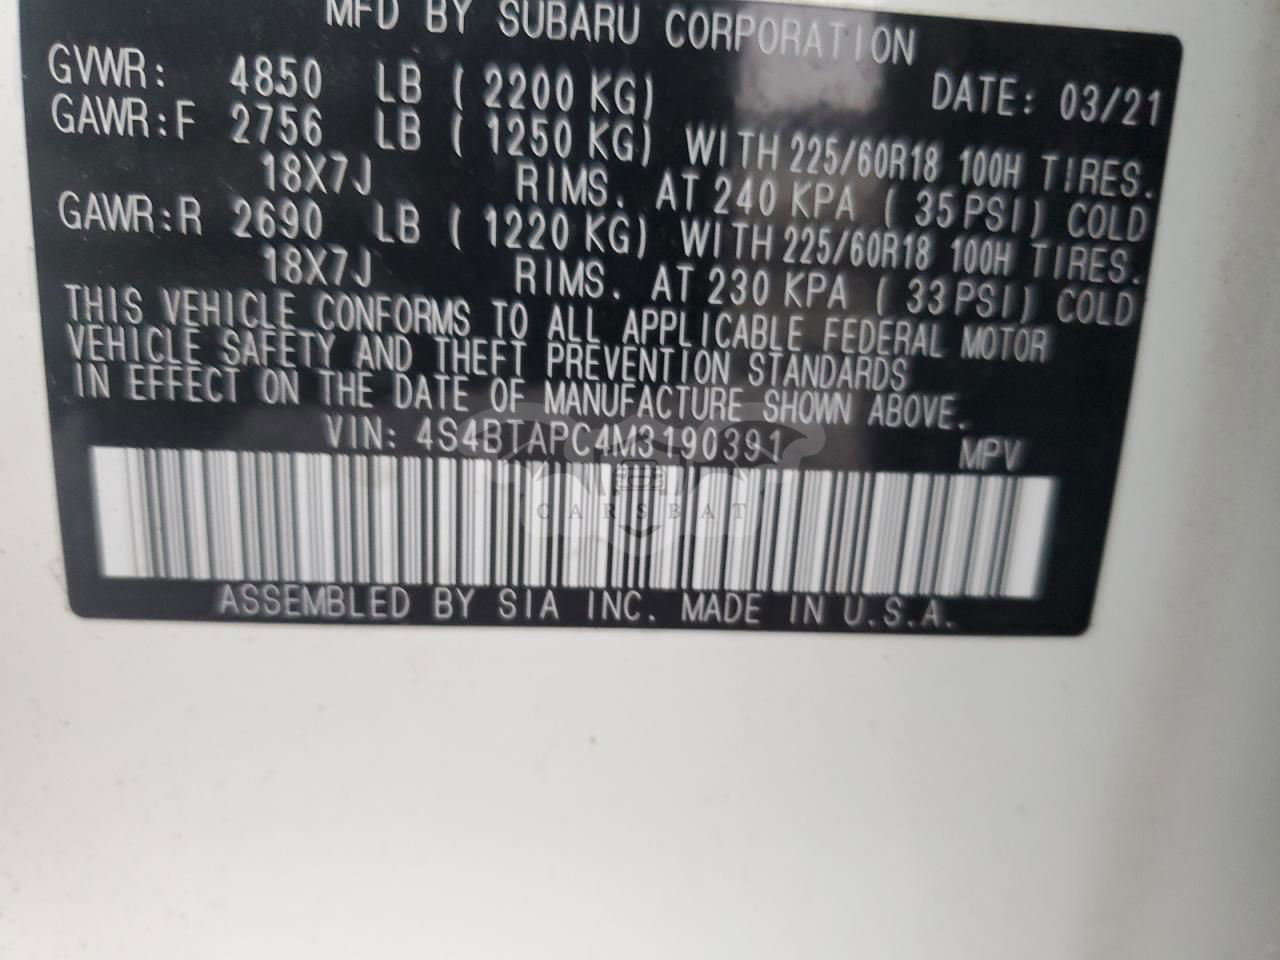 MFD BY SUBARU CORPORATION
GVWR: 4850 LB ( 2200 KG) DATE: 03/21
GAWR:F 2756 LB ( 1250 KG) WITH 225/60R18 100H TIRES.
18X7J RIMS. AT 240 KPA ( 35PSI) COLD
GAWR:R 2690 LB ( 1220 KG) WITH 225/60R18 100H TIRES.
18X7J RIMS. AT 230 KPA ( 33PSI) COLD
THIS VEHICLE CONFORMS TO ALL APPLICABLE FEDERAL MOTOR
VEHICLE SAFETY AND THEFT PREVENTION STANDARDS
IN EFFECT ON THE DATE OF MANUFACTURE SHOWN ABOVE.
VIN: 4S4BTAPC4M3190391 MPV
CARSBAT
ASSEMBLED BY SIA INC. MADE IN U.S.A.